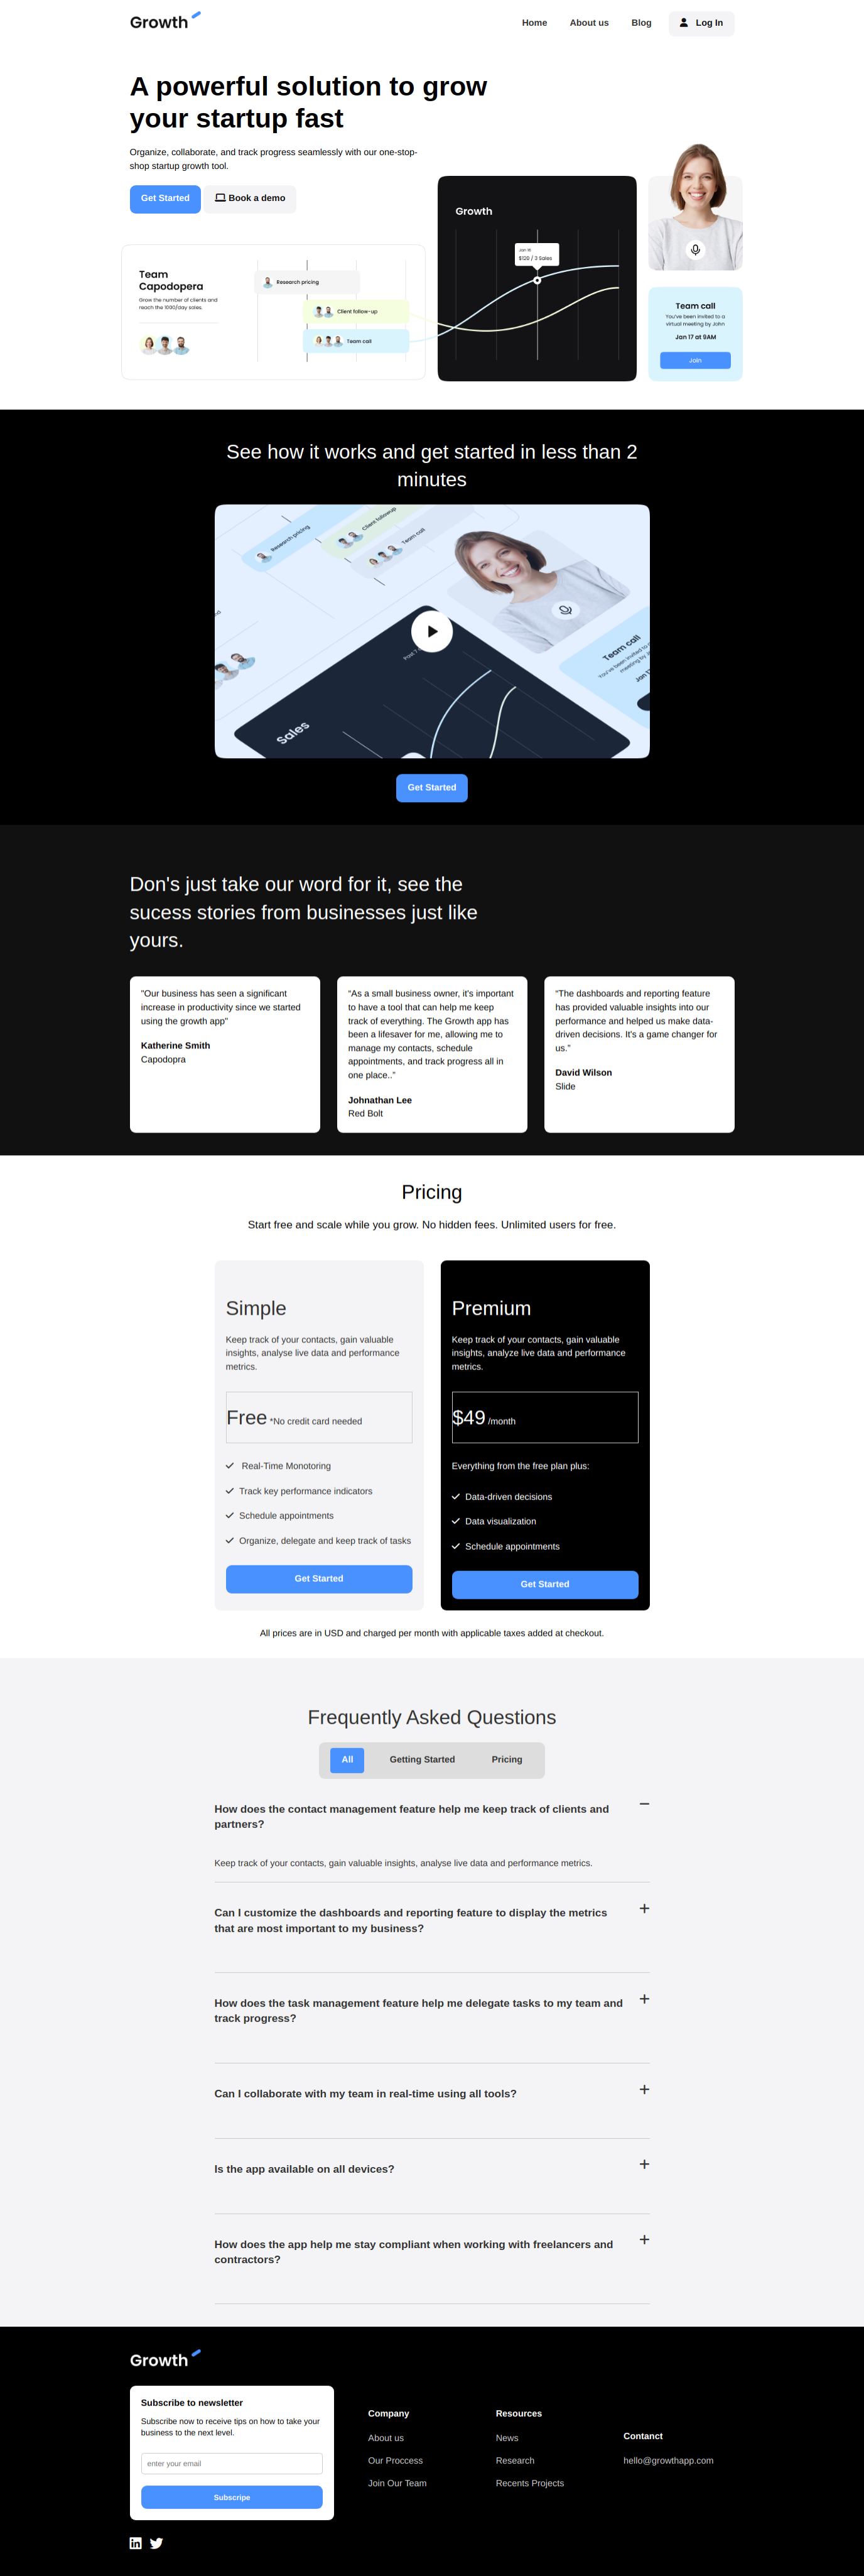 Growth
Home
About us
Blog
Log In
A powerful solution to grow
your startup fast
Organize, collaborate, and track progress seamlessly with our one-stop-
shop startup growth tool.
Get Started
Book a demo
Growth
Jan 16
$120 / 3 Sales
Team
Capodopera
Grow the number of clients and
reach the 1000/day sales
Research pricing
Client follow-up
Team call
Team call
You've been invited to a
virtual meeting by John
Jan 17 at 9AM
Join
See how it works and get started in less than 2
minutes
Research pricing
Client followup
Team call
Past 7
Sales
Team call
You've been invited to
meeting by
Get Started
Don's just take our word for it, see the
sucess stories from businesses just like
yours.
"Our business has seen a significant
increase in productivity since we started
using the growth app"
Katherine Smith
Capodopra
"As a small business owner, it's important
to have a tool that can help me keep
track of everything. The Growth app has
been a lifesaver for me, allowing me to
manage my contacts, schedule
appointments, and track progress all in
one place.."
Johnathan Lee
Red Bolt
"The dashboards and reporting feature
has provided valuable insights into our
performance and helped us make data-
driven decisions. It's a game changer for
us."
David Wilson
Slide
Pricing
Start free and scale while you grow. No hidden fees. Unlimited users for free.
Simple
Keep track of your contacts, gain valuable
insights, analyse live data and performance
metrics.
Free *No credit card needed
Real-Time Monotoring
Track key performance indicators
Schedule appointments
Organize, delegate and keep track of tasks
Get Started
Premium
Keep track of your contacts, gain valuable
insights, analyze live data and performance
metrics.
$49 /month
Everything from the free plan plus:
Data-driven decisions
Data visualization
Schedule appointments
Get Started
All prices are in USD and charged per month with applicable taxes added at checkout.
Frequently Asked Questions
All
Getting Started
Pricing
How does the contact management feature help me keep track of clients and
partners?
Keep track of your contacts, gain valuable insights, analyse live data and performance metrics.
Can I customize the dashboards and reporting feature to display the metrics
that are most important to my business?
How does the task management feature help me delegate tasks to my team and
track progress?
Can I collaborate with my team in real-time using all tools?
Is the app available on all devices?
How does the app help me stay compliant when working with freelancers and
contractors?
Growth
Subscribe to newsletter
Subscribe now to receive tips on how to take your
business to the next level.
enter your email
Subscripe
Company
About us
Our Proccess
Join Our Team
Resources
News
Research
Recents Projects
Contanct
hello@growthapp.com